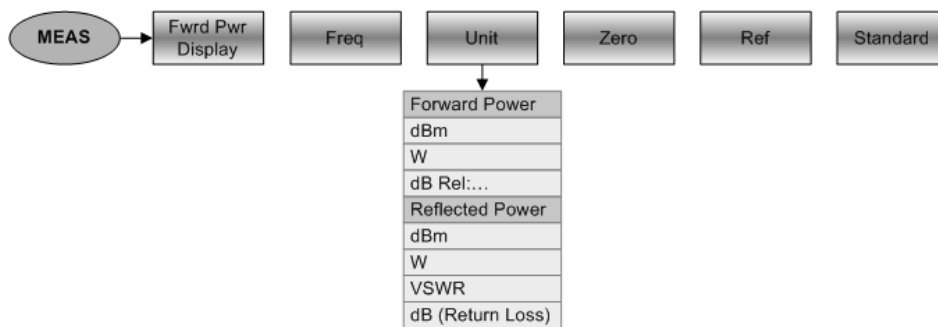 MEAS
Fwrd Pwr
Display
Freq
Unit
Zero
Ref
Standard
Forward Power
dBm
W
dB Rel:...
Reflected Power
dBm
W
VSWR
dB (Return Loss)